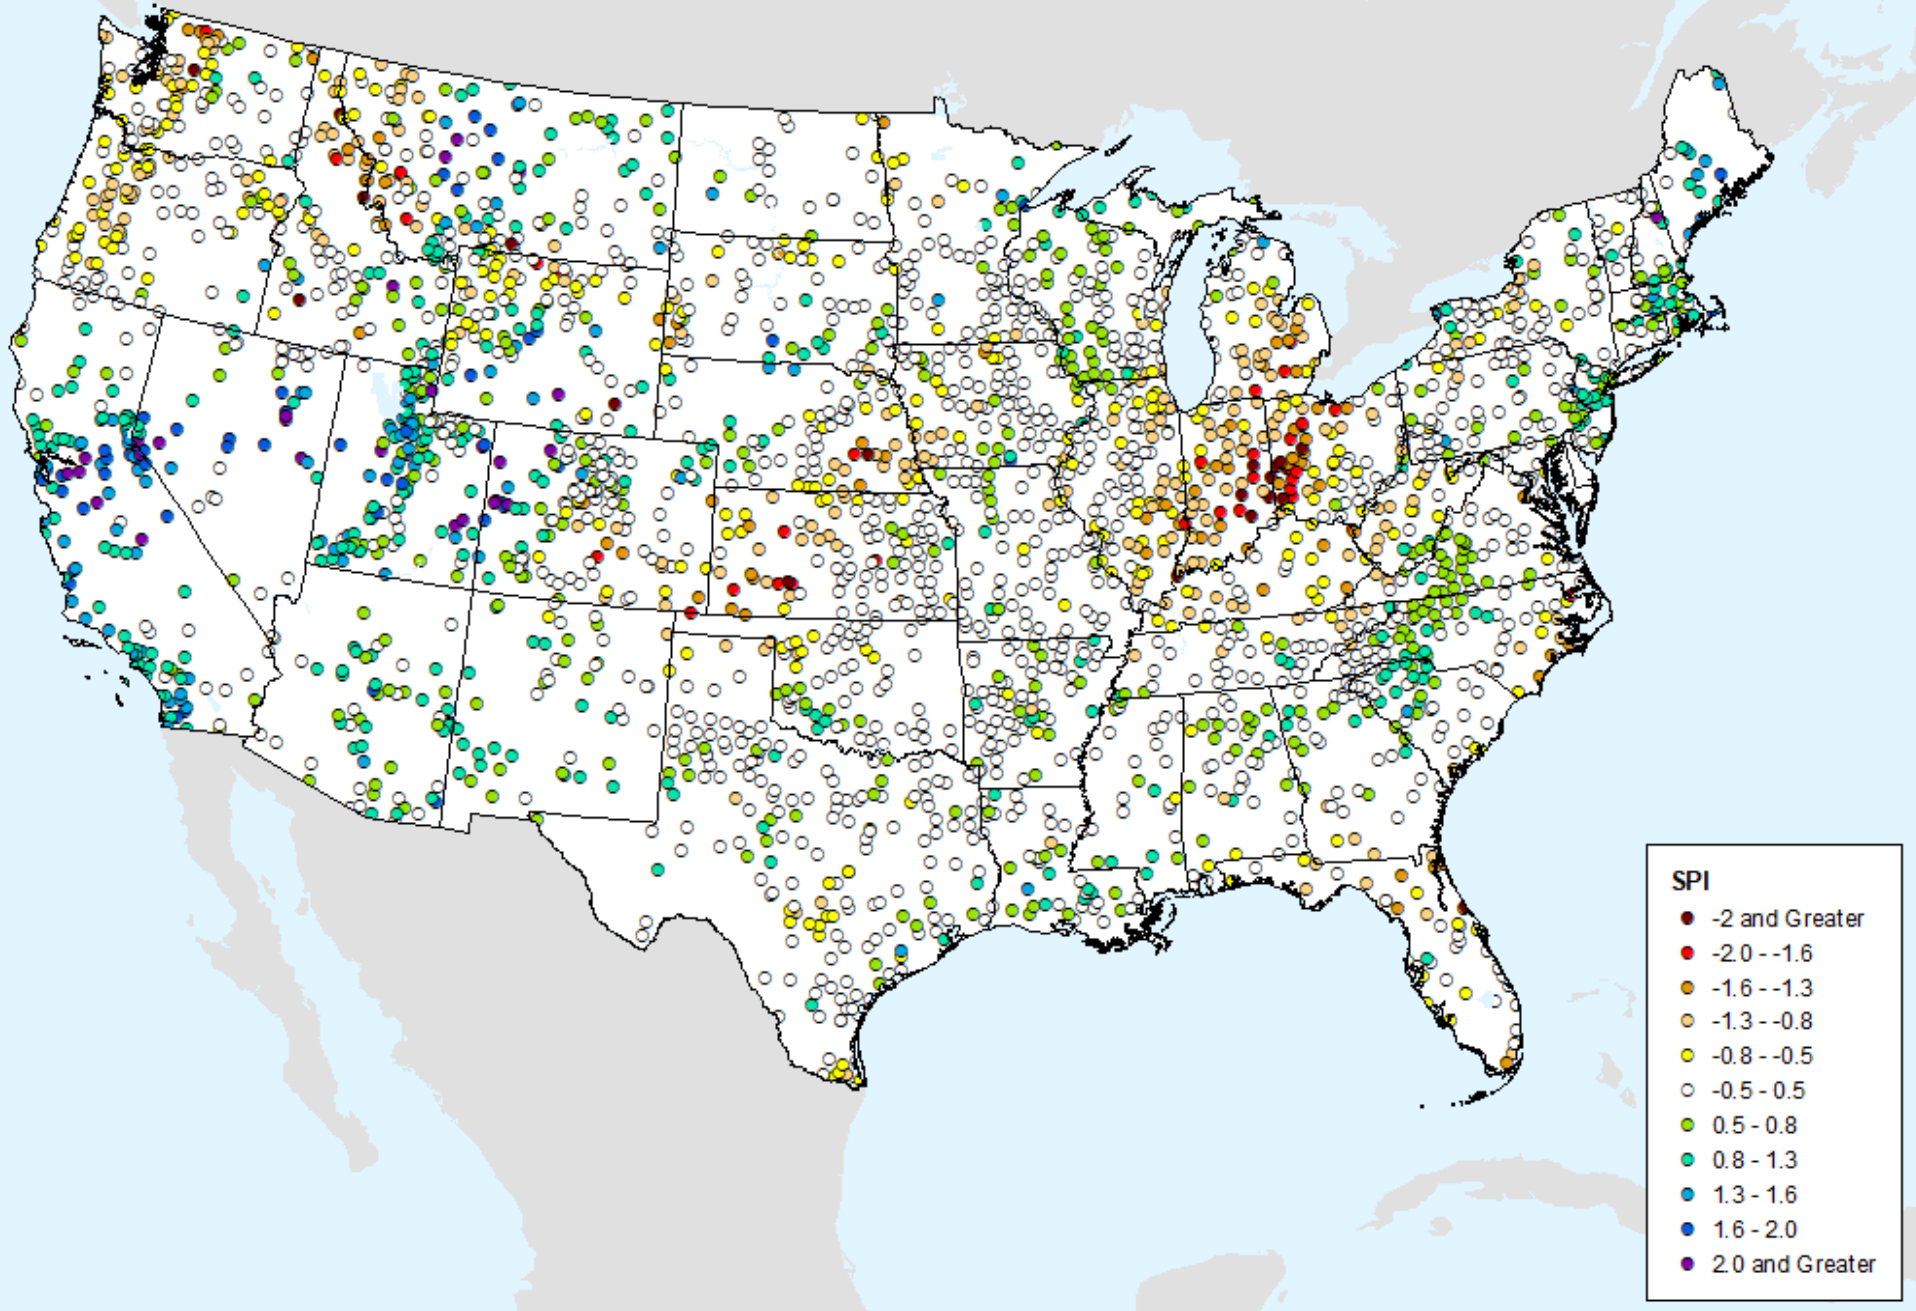 SPI
-2 and Greater
-2.0 - -1.6
-1.6 - -1.3
-1.3 - -0.8
-0.8 - -0.5
-0.5 - 0.5
0.5 - 0.8
0.8 - 1.3
1.3 - 1.6
1.6 - 2.0
2.0 and Greater